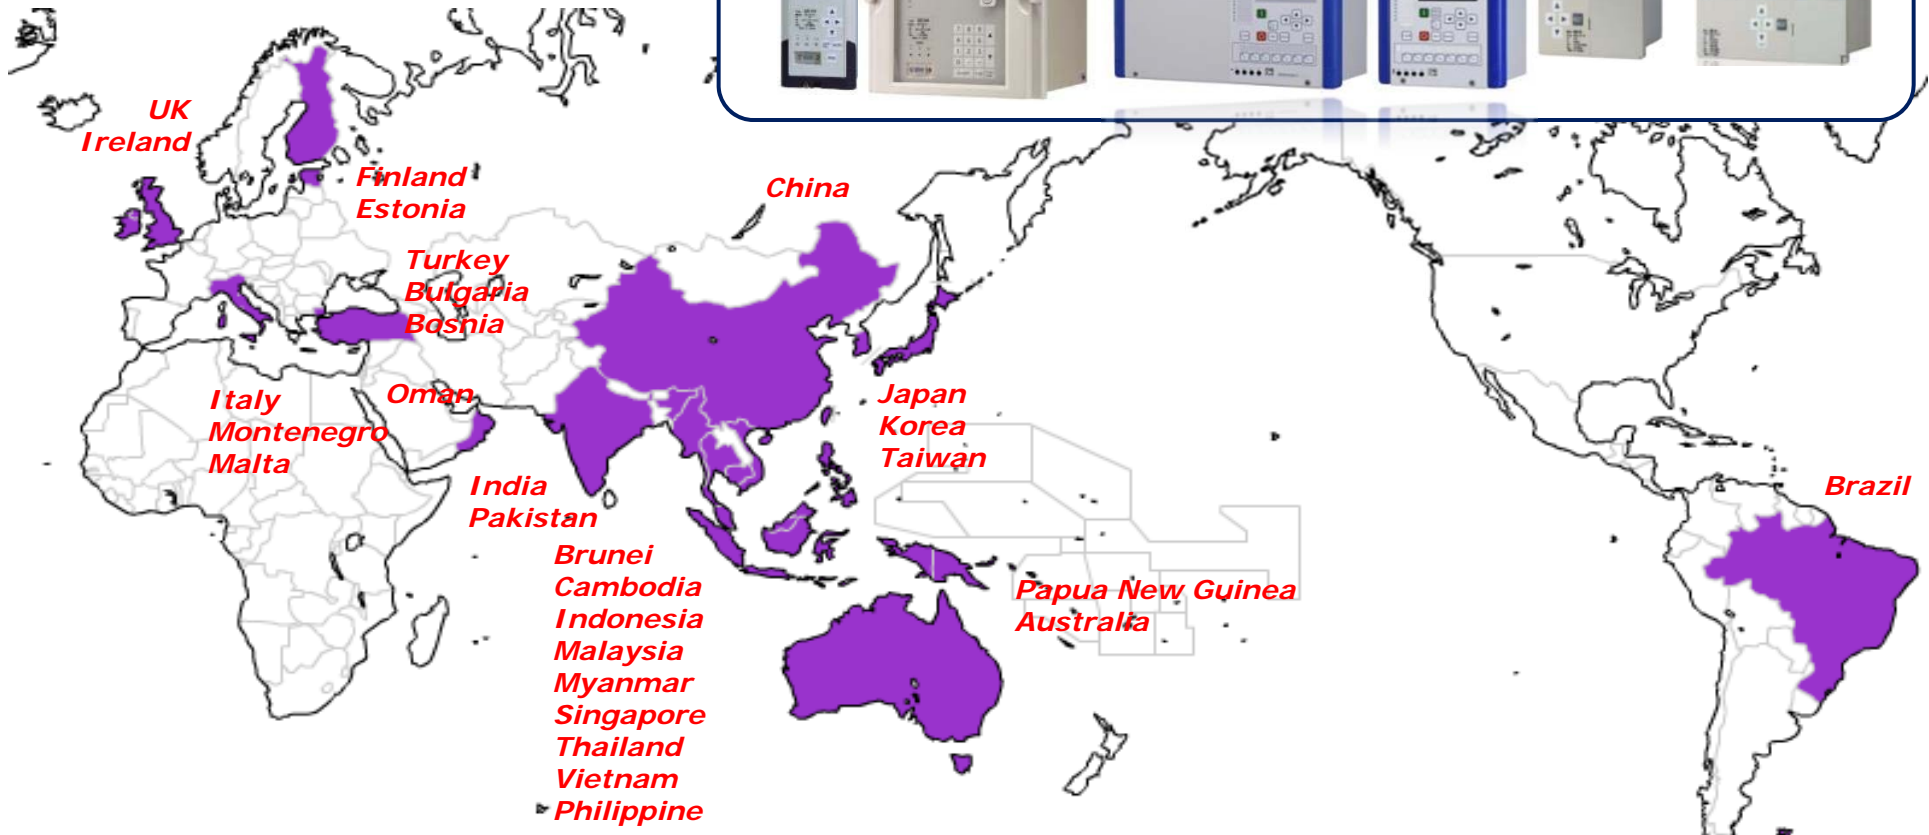 UK
Ireland
Finland
Estonia
China
Turkey
Bulgaria
Bosnia
Italy
Montenegro
Malta
Oman
Japan
Korea
Taiwan
India
Pakistan
Brazil
Brunei
Cambodia
Indonesia
Malaysia
Myanmar
Singapore
Thailand
Vietnam
Philippine
Papua New Guinea
Australia